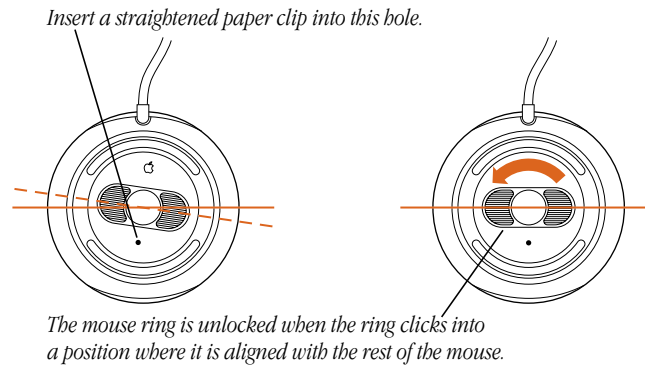 Insert a straightened paper clip into this hole.
The mouse ring is unlocked when the ring clicks into
a position where it is aligned with the rest of the mouse.